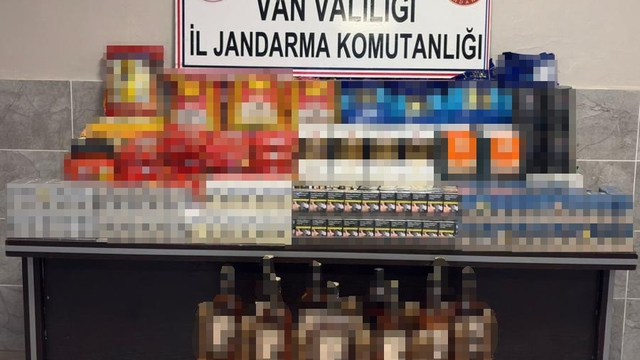 VAN VALİLİĞİ
İL JANDARMA KOMUTANLIĞI